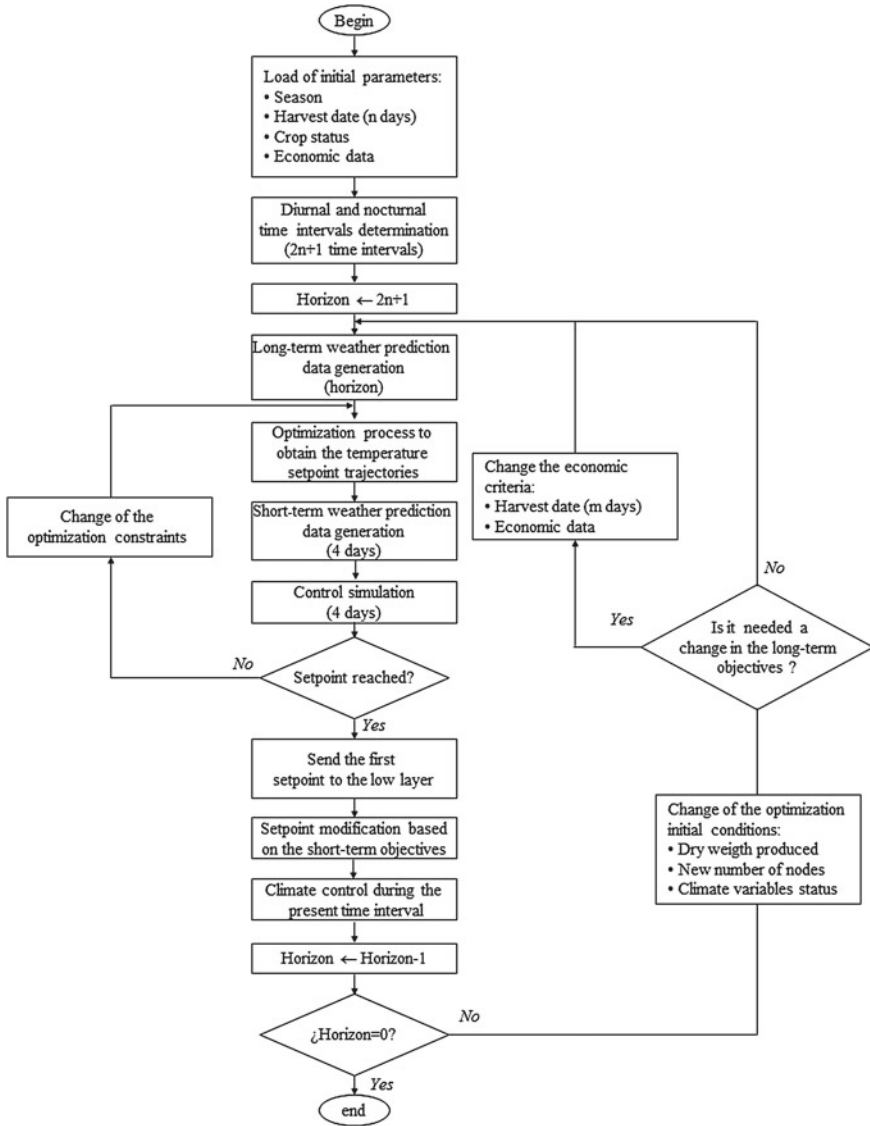 Begin
Load of initial parameters:
• Season
• Harvest date (n days)
• Crop status
• Economic data
Diurnal and nocturnal
time intervals determination
(2n+1 time intervals)
Horizon ← 2n+1
Long-term weather prediction
data generation
(horizon)
Optimization process to
obtain the temperature
setpoint trajectories
Short-term weather prediction
data generation
(4 days)
Control simulation
(4 days)
Setpoint reached?
No
Change of the
optimization constraints
Yes
Send the first
setpoint to the low layer
Setpoint modification based
on the short-term objectives
Climate control during the
present time interval
Horizon ← Horizon-1
¿Horizon=0?
No
Yes
end
Change of the optimization
initial conditions:
• Dry weigth produced
• New number of nodes
• Climate variables status
Is it needed a
change in the long-term
objectives ?
No
Yes
Change the economic
criteria:
• Harvest date (m days)
• Economic data